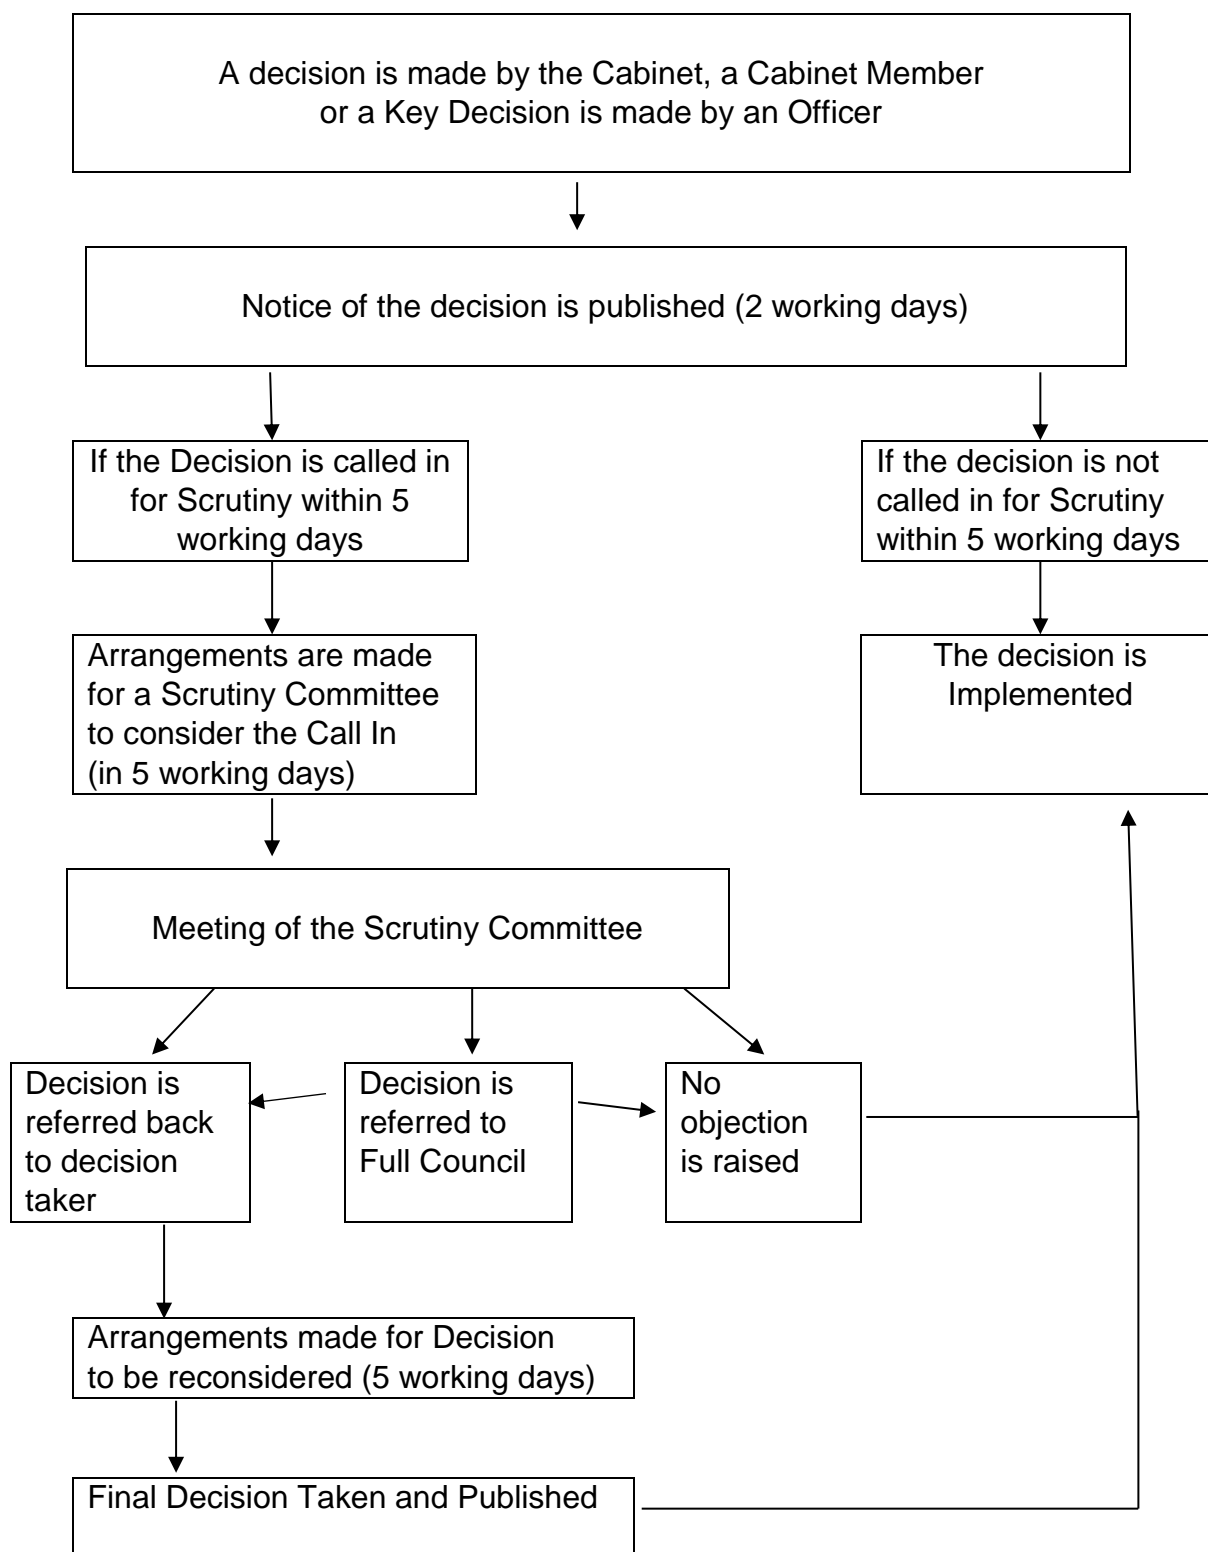 A decision is made by the Cabinet, a Cabinet Member
or a Key Decision is made by an Officer
Notice of the decision is published (2 working days)
If the Decision is called in
for Scrutiny within 5
working days
If the decision is not
called in for Scrutiny
within 5 working days
Arrangements are made
for a Scrutiny Committee
to consider the Call In
(in 5 working days)
The decision is
Implemented
Meeting of the Scrutiny Committee
Decision is
referred back
to decision
taker
Decision is
referred to
Full Council
No
objection
is raised
Arrangements made for Decision
to be reconsidered (5 working days)
Final Decision Taken and Published